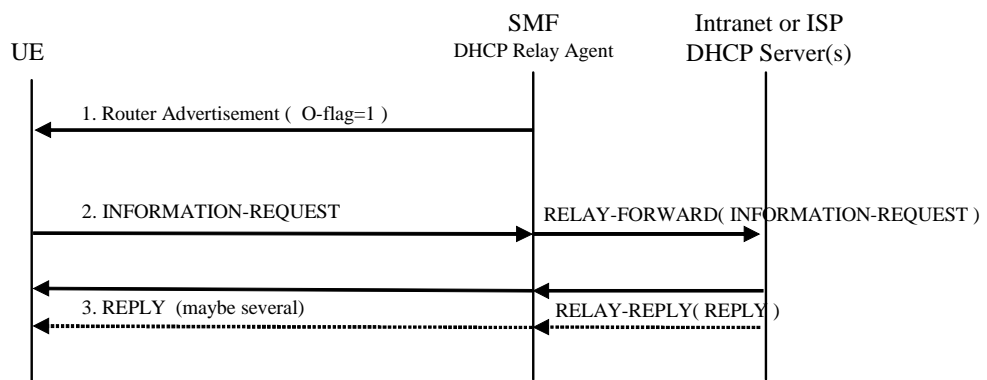 SMF
DHCP Relay Agent
Intranet or ISP
DHCP Server(s)
UE
1. Router Advertisement ( O-flag=1 )
2. INFORMATION-REQUEST
RELAY-FORWARD( INFORMATION-REQUEST )
3. REPLY (maybe several)
RELAY-REPLY( REPLY )